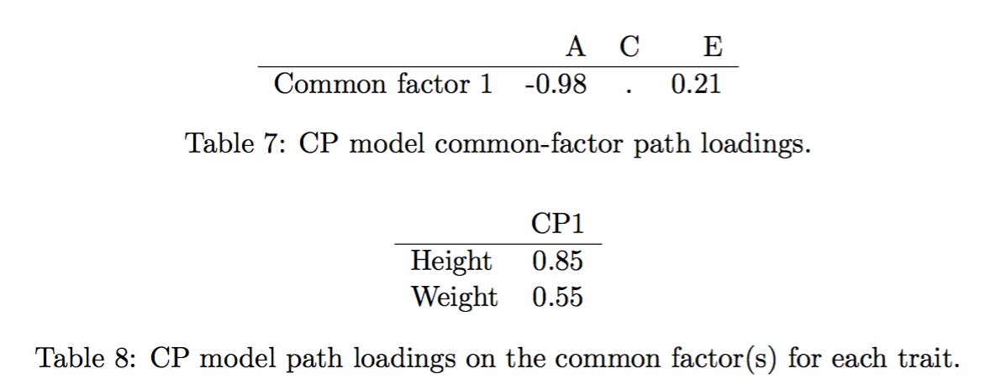 A C E
Common factor 1 -0.98 . 0.21
Table 7: CP model common-factor path loadings.
CP1
Height 0.85
Weight 0.55
Table 8: CP model path loadings on the common factor(s) for each trait.